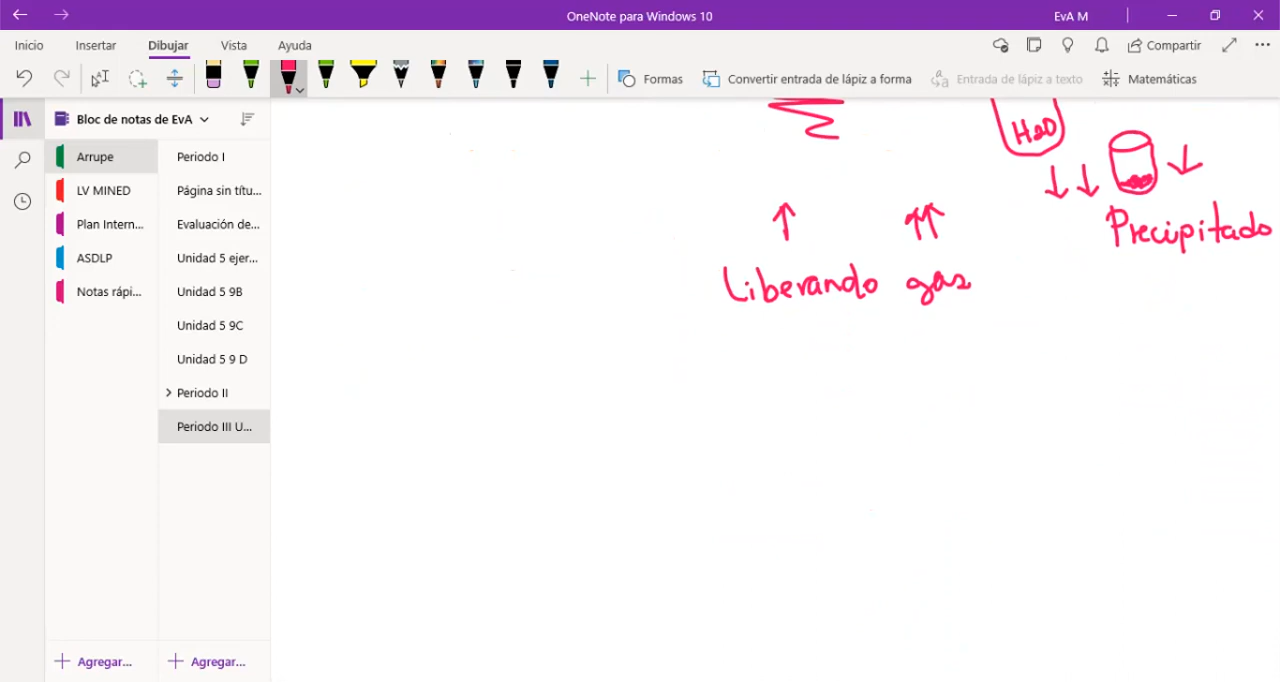 OneNote para Windows 10
EvA M
Inicio
Insertar
Dibujar
Vista
Ayuda
Compartir
Formas
Convertir entrada de lápiz a forma
Entrada de lápiz a texto
Matemáticas
Bloc de notas de EvA
Arrupe
LV MINED
Plan Intern...
ASDLP
Notas rápi...
Periodo I
Página sin títu...
Evaluación de...
Unidad 5 ejer...
Unidad 5 9B
Unidad 5 9C
Unidad 5 9 D
Periodo II
Periodo III U...
H2O
↓ ↓ ↓
Precipitado
↑ ↑↑
Liberando gas
Agregar...
Agregar...